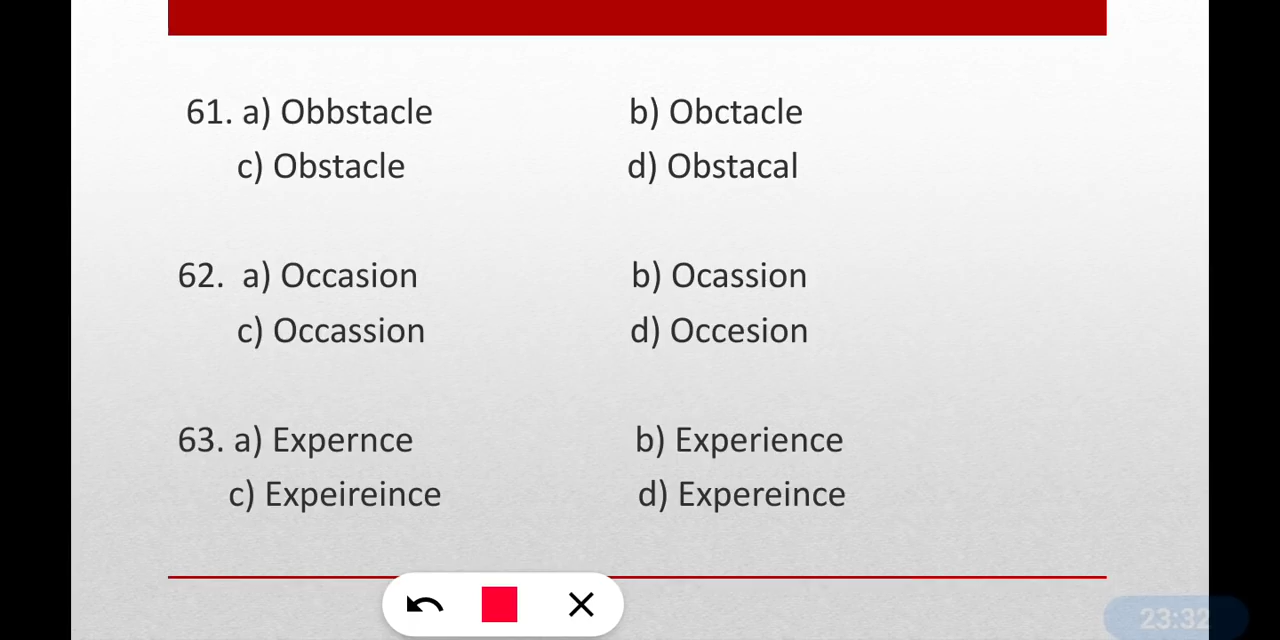 61. a) Obbstacle b) Obctacle
c) Obstacle d) Obstacal
62. a) Occasion b) Ocassion
c) Occassion d) Occesion
63. a) Expernce b) Experience
c) Expeireince d) Expereince
23:32